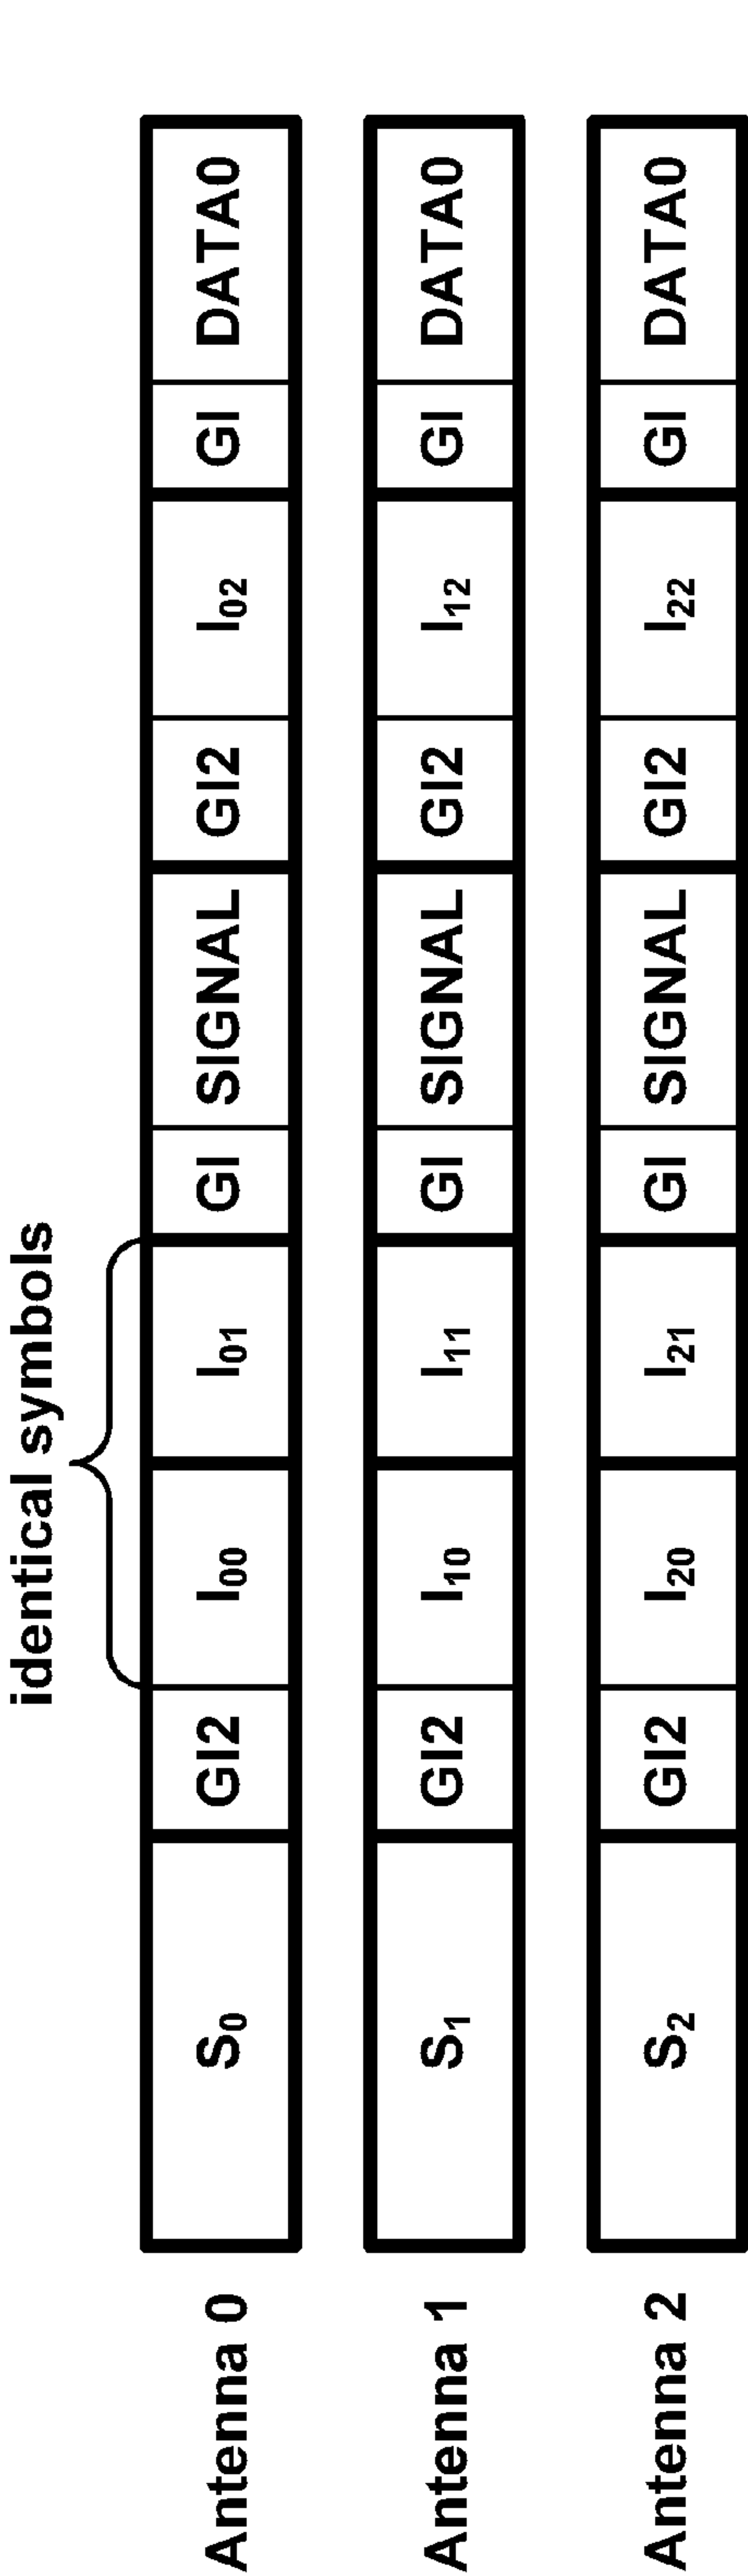 identical symbols
Antenna 0 S₀ GI2 I₀₀ I₀₁ GI SIGNAL GI2 I₀₂ GI DATA0
Antenna 1 S₁ GI2 I₁₀ I₁₁ GI SIGNAL GI2 I₁₂ GI DATA0
Antenna 2 S₂ GI2 I₂₀ I₂₁ GI SIGNAL GI2 I₂₂ GI DATA0